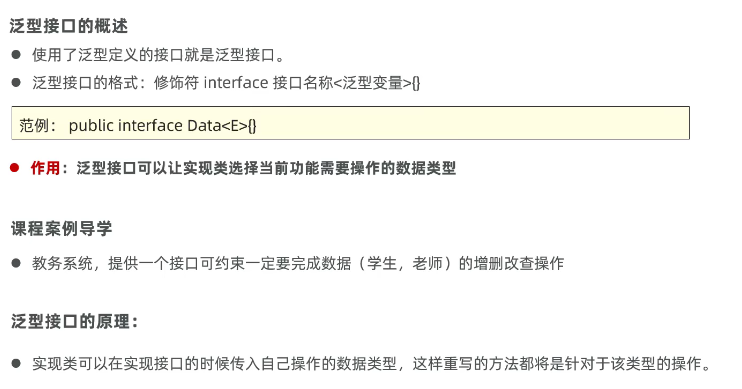 泛型接口的概述
● 使用了泛型定义的接口就是泛型接口。
● 泛型接口的格式：修饰符 interface 接口名称<泛型变量>{}
范例： public interface Data<E>{}
● 作用：泛型接口可以让实现类选择当前功能需要操作的数据类型
课程案例导学
● 教务系统，提供一个接口可约束一定要完成数据（学生，老师）的增删改查操作
泛型接口的原理：
● 实现类可以在实现接口的时候传入自己操作的数据类型，这样重写的方法都将是针对于该类型的操作。